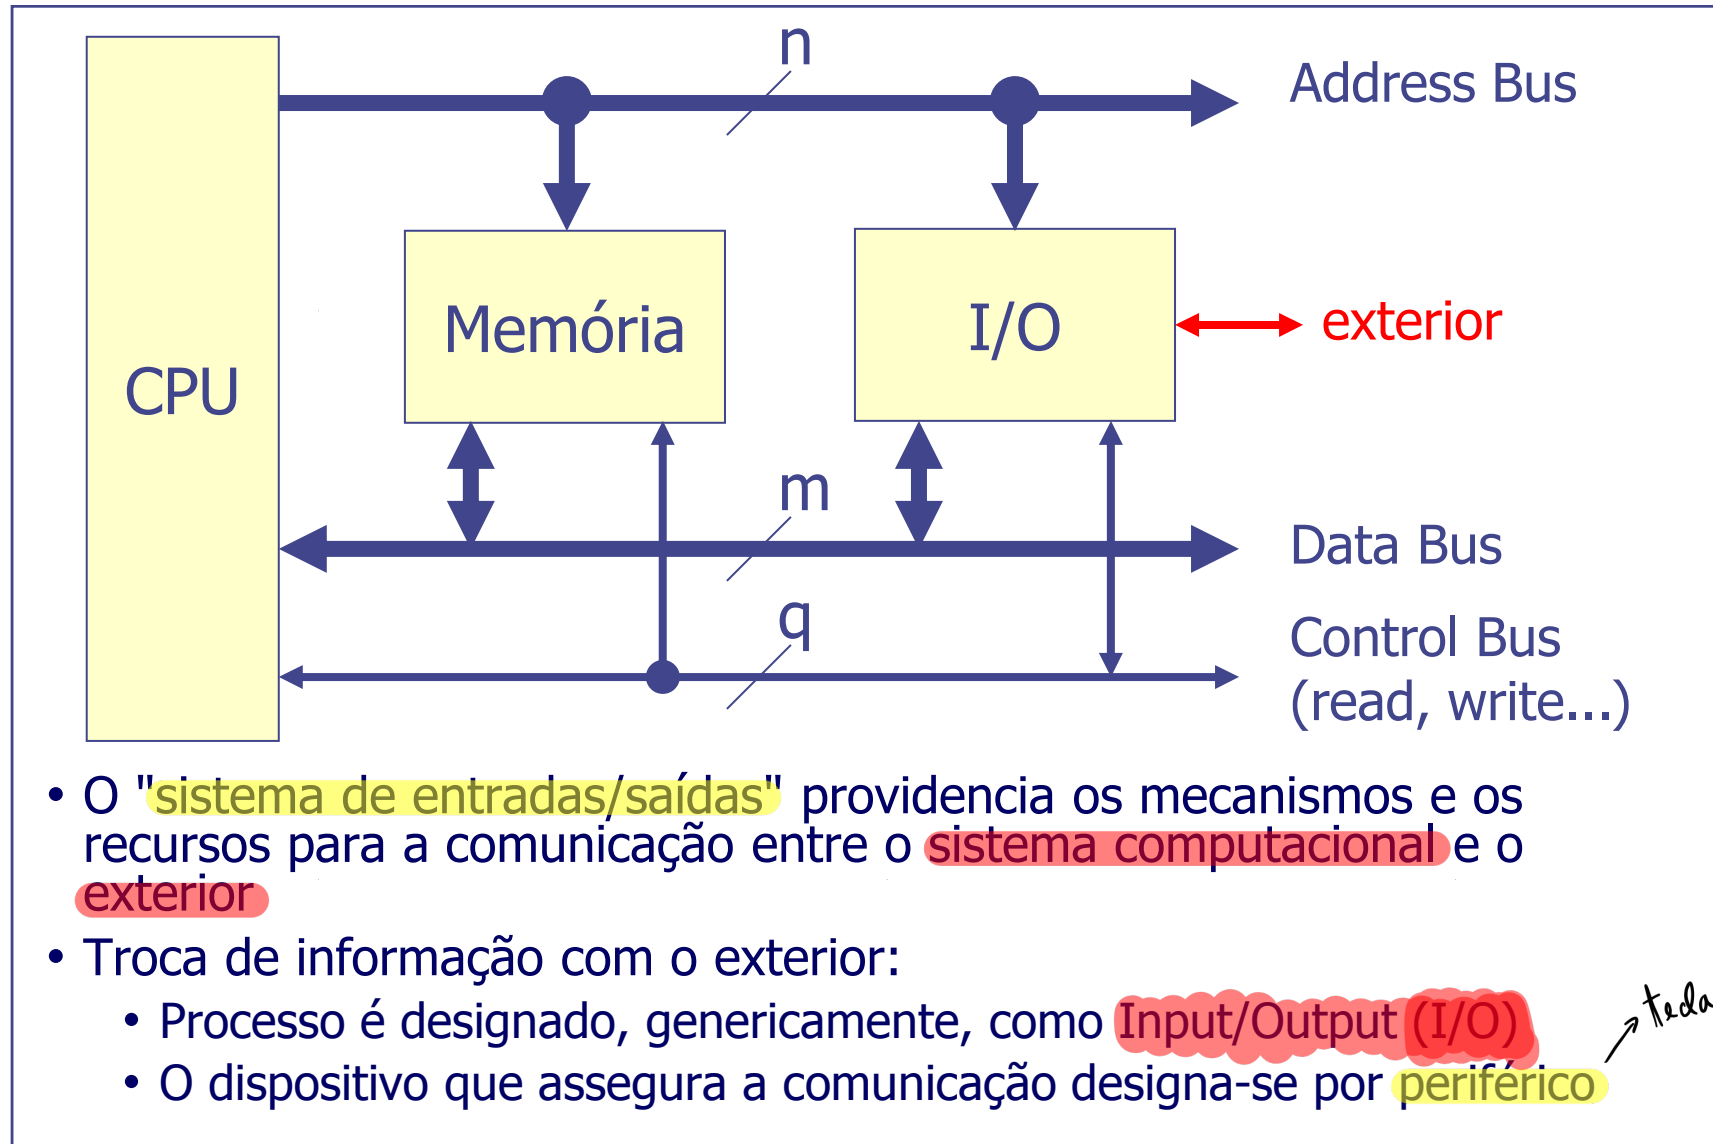 n
Address Bus
Memória
I/O
exterior
CPU
m
Data Bus
q
Control Bus
(read, write...)
• O "sistema de entradas/saídas" providencia os mecanismos e os
recursos para a comunicação entre o sistema computacional e o
exterior
• Troca de informação com o exterior:
• Processo é designado, genericamente, como Input/Output (I/O)
• O dispositivo que assegura a comunicação designa-se por periférico